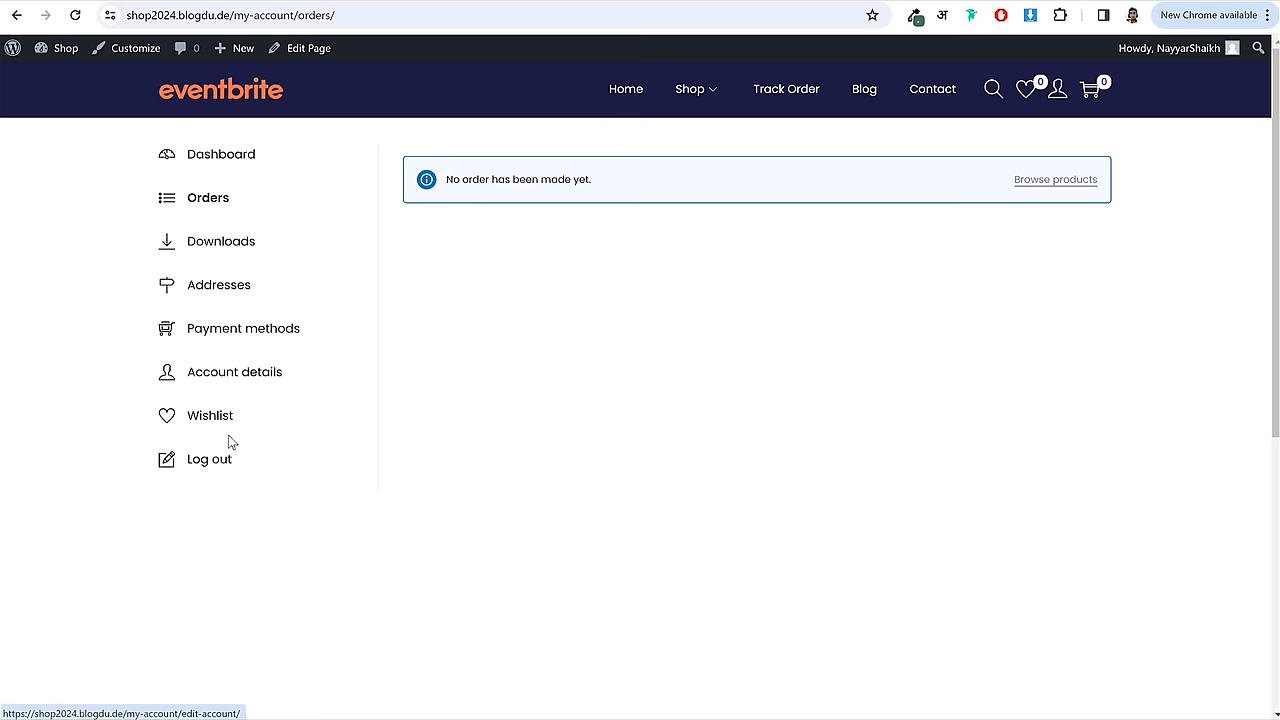 shop2024.blogdu.de/my-account/orders/
अ
New Chrome available
Shop
Customize
0
New
Edit Page
Howdy, NayyarShaikh
eventbrite
Home
Shop
Track Order
Blog
Contact
0
0
Dashboard
Orders
Downloads
Addresses
Payment methods
Account details
Wishlist
Log out
No order has been made yet.
Browse products
https://shop2024.blogdu.de/my-account/edit-account/